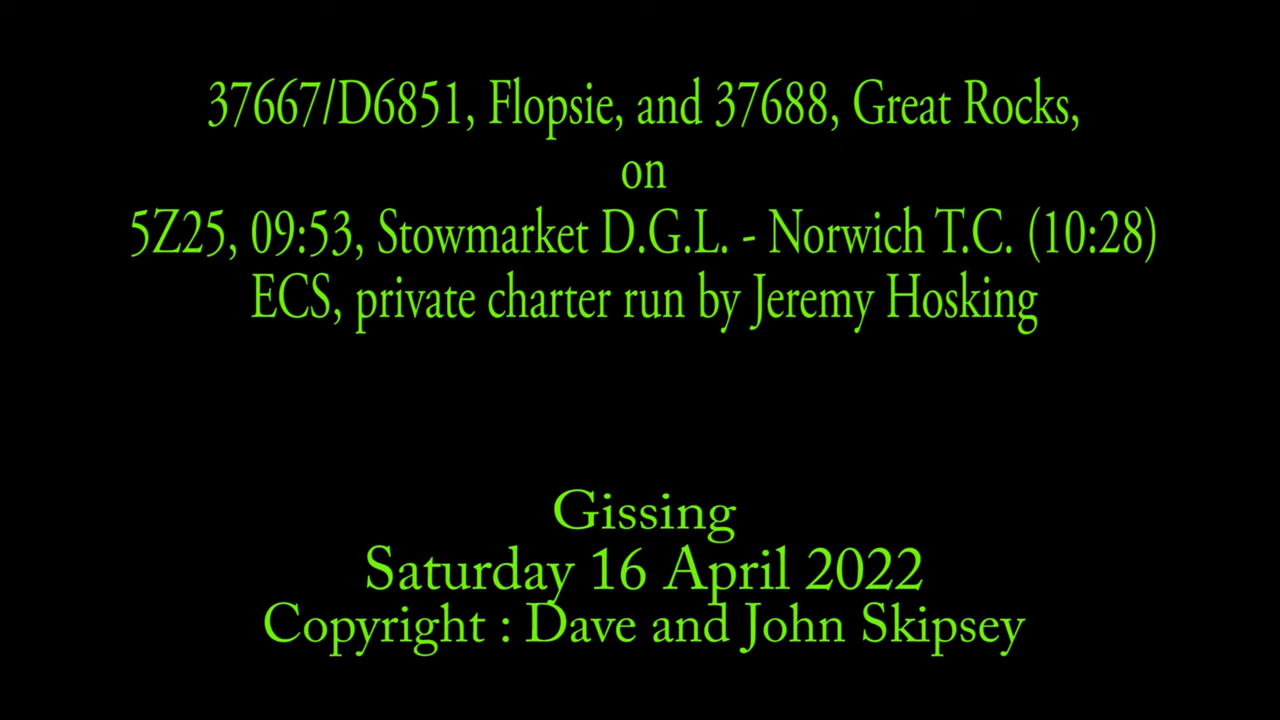 37667/D6851, Flopsie, and 37688, Great Rocks,
on
5Z25, 09:53, Stowmarket D.G.L. - Norwich T.C. (10:28)
ECS, private charter run by Jeremy Hosking
Gissing
Saturday 16 April 2022
Copyright : Dave and John Skipsey